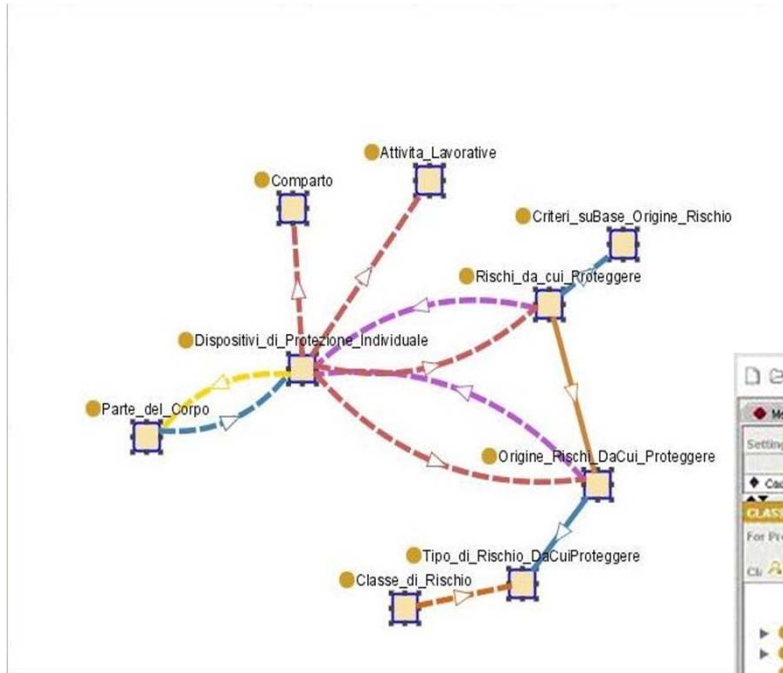 Attivita_Lavorative
Comparto
Criteri_suBase_Origine_Rischio
Rischi_da_cui_Proteggere
Dispositivi_di_Protezione_Individuale
Parte_del_Corpo
Origine_Rischi_DaCui_Proteggere
Tipo_di_Rischio_DaCuiProteggere
Classe_di_Rischio
Setting
CLASS
For Pr